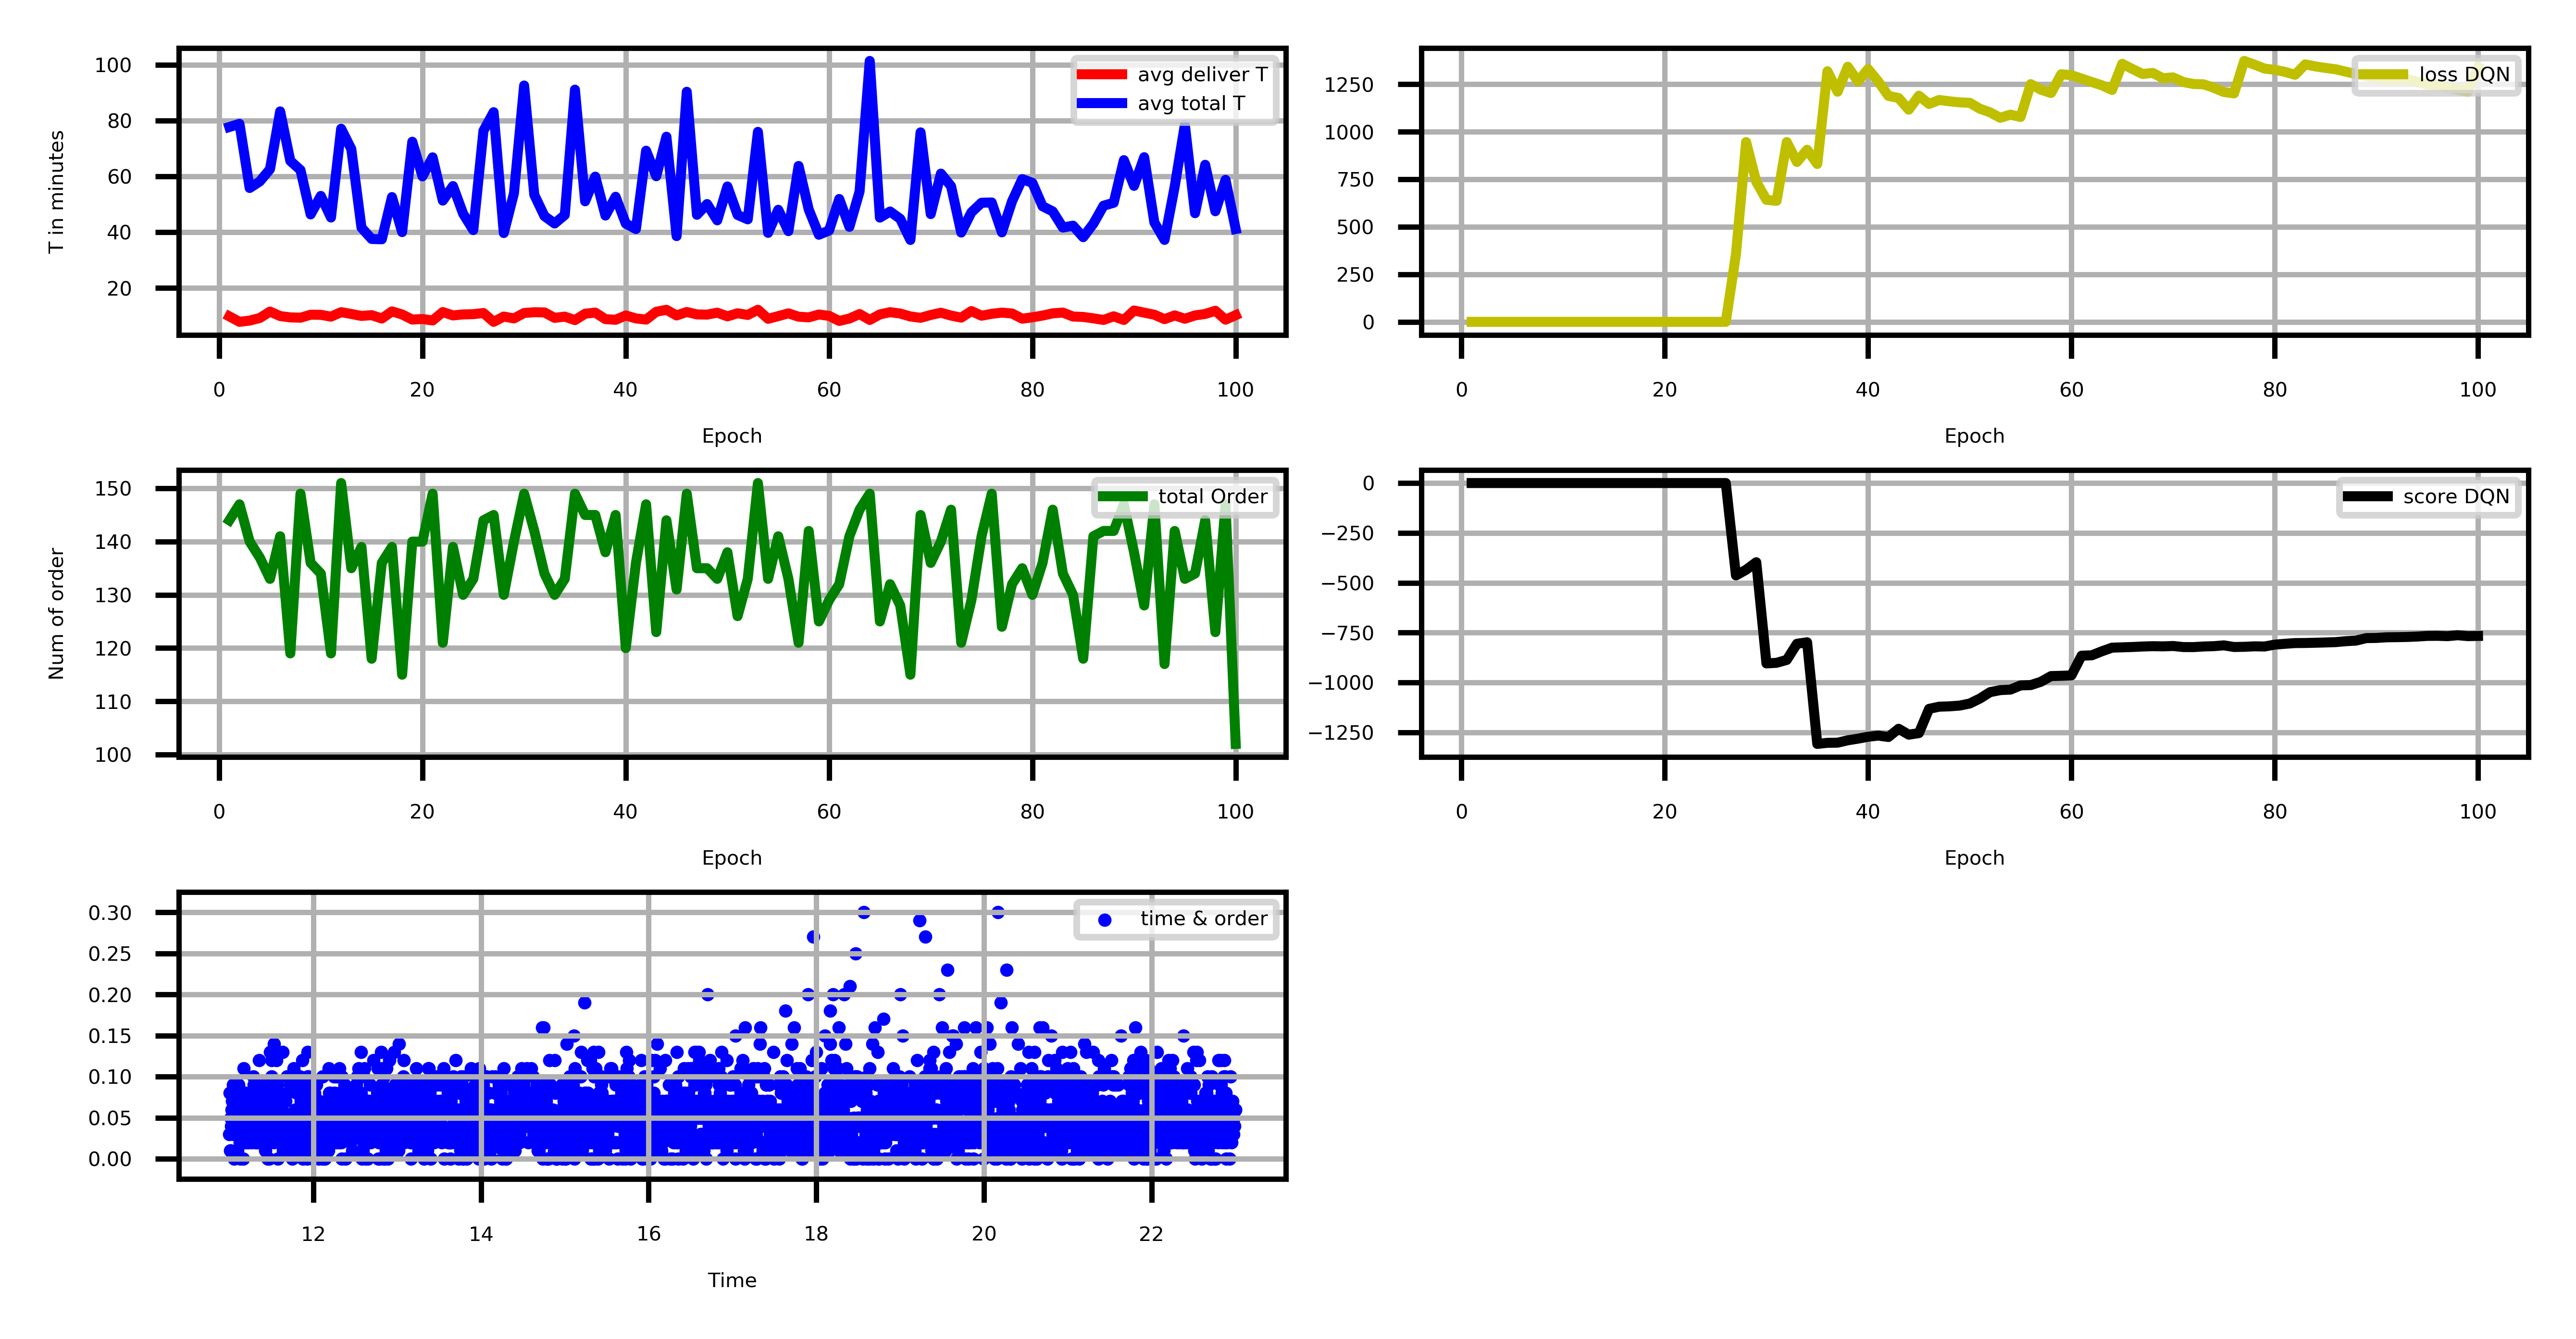 100
80
60
40
20
T in minutes
avg deliver T
avg total T
0 20 40 60 80 100
Epoch
1250
1000
750
500
250
0
loss DQN
0 20 40 60 80 100
Epoch
150
140
130
120
110
100
Num of order
total Order
0 20 40 60 80 100
Epoch
0
−250
−500
−750
−1000
−1250
score DQN
0 20 40 60 80 100
Epoch
0.30
0.25
0.20
0.15
0.10
0.05
0.00
time & order
12 14 16 18 20 22
Time